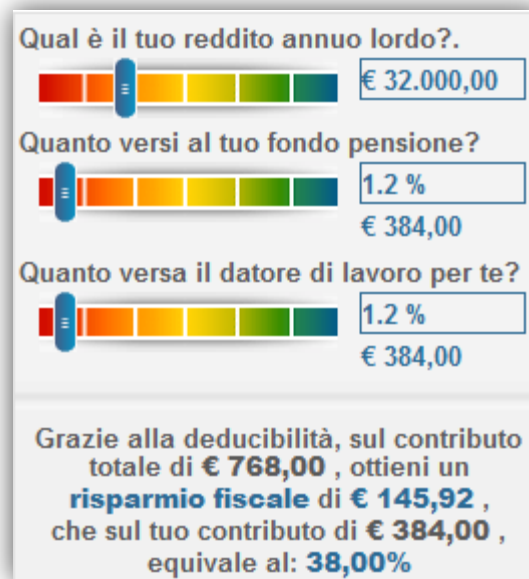 Qual è il tuo reddito annuo lordo?.
€ 32.000,00
Quanto versi al tuo fondo pensione?
1.2 %
€ 384,00
Quanto versa il datore di lavoro per te?
1.2 %
€ 384,00
Grazie alla deducibilità, sul contributo
totale di € 768,00 , ottieni un
risparmio fiscale di € 145,92 ,
che sul tuo contributo di € 384,00 ,
equivale al: 38,00%